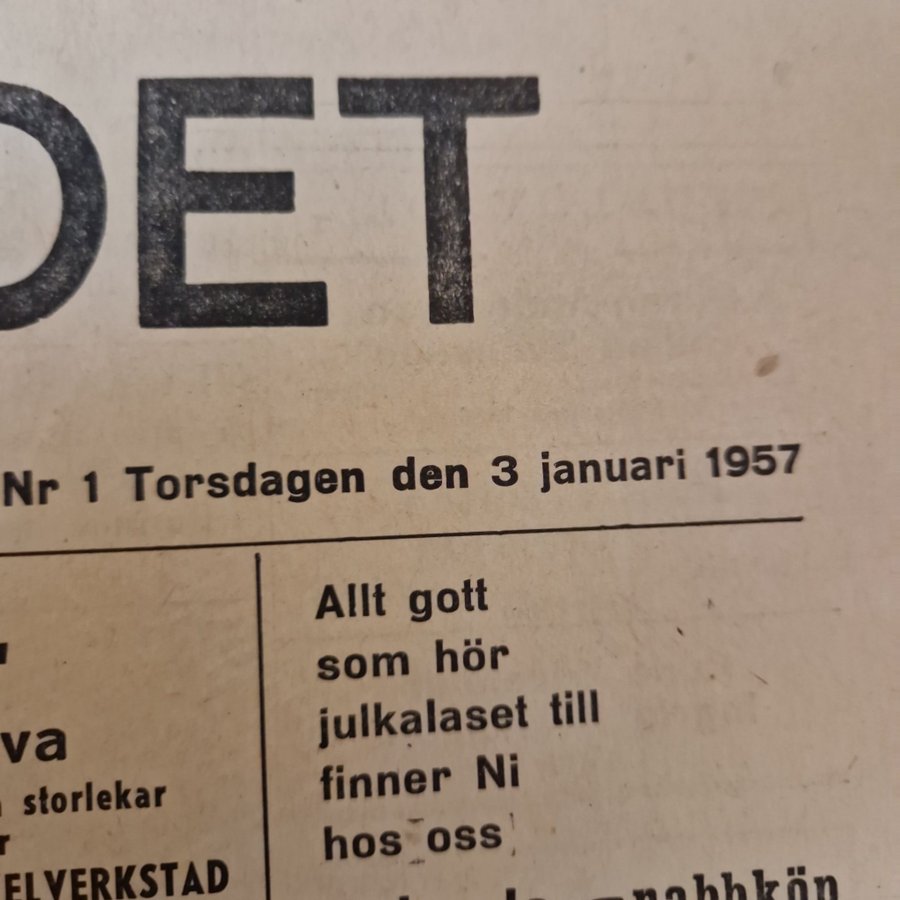 DET
Nr 1 Torsdagen den 3 januari 1957
Allt gott
som hör
julkalaset till
finner Ni
hos oss
va
storlekar
r
ELVERKSTAD